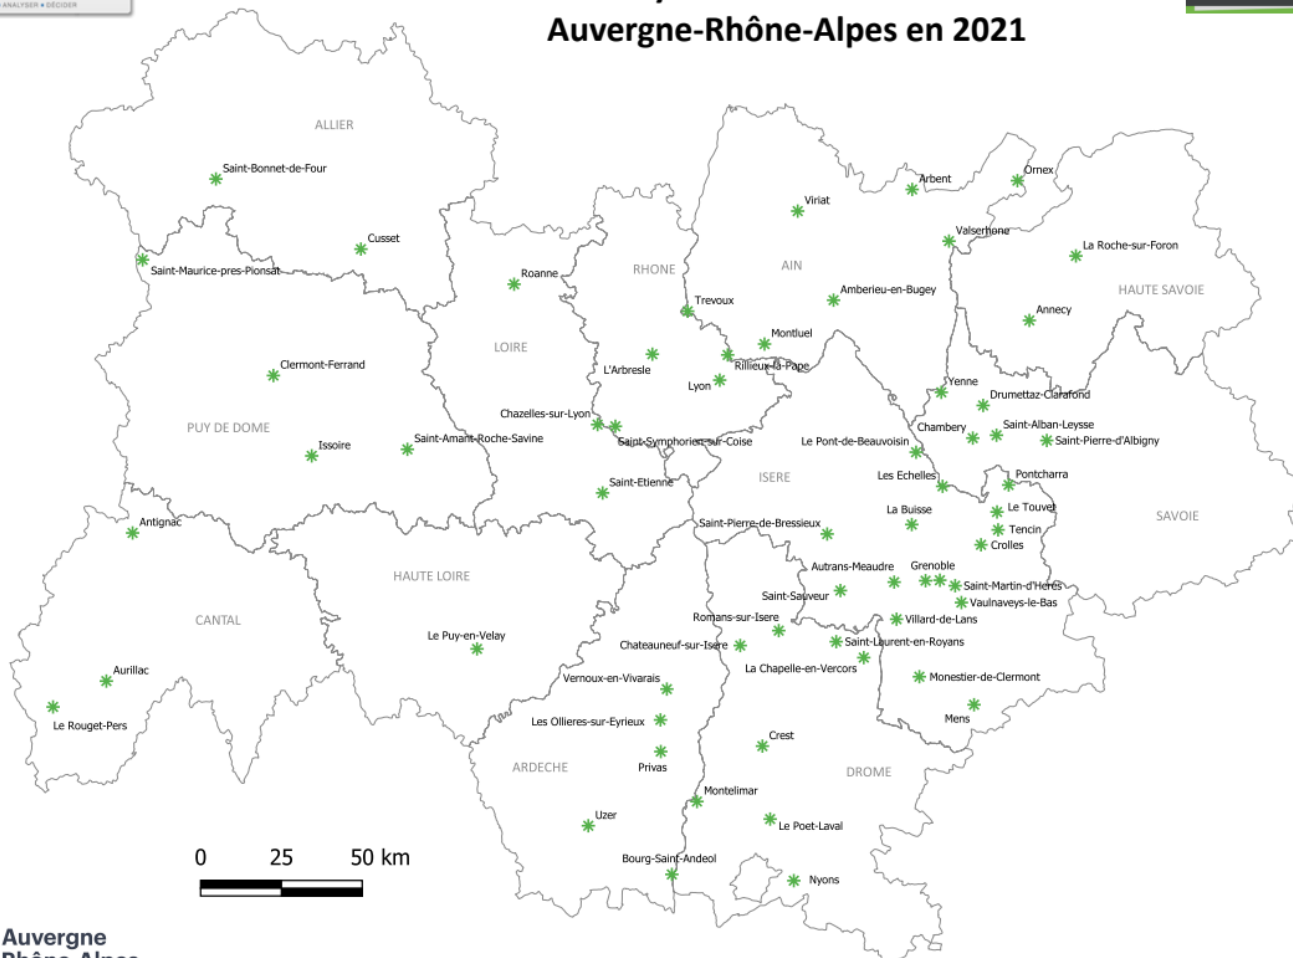 ANALYSER • DÉCIDER
Auvergne-Rhône-Alpes en 2021
ALLIER
Saint-Bonnet-de-Four
Cusset
Saint-Maurice-pres-Pionsat
Roanne
RHONE
Viriat
Arbent
Ornex
Valserhone
La Roche-sur-Foron
AIN
HAUTE SAVOIE
Amberieu-en-Bugey
Trevoux
Annecy
Montluel
LOIRE
Clermont-Ferrand
L'Arbresle
Rillieux-la-Pape
Lyon
Yenne
Drumettaz-Clarafond
Chazelles-sur-Lyon
PUY DE DOME
Chambery
Saint-Alban-Leysse
Issoire
Saint-Amant-Roche-Savine
Saint-Symphorien-sur-Coise
Le Pont-de-Beauvoisin
Saint-Pierre-d'Albigny
ISERE
Les Echelles
Pontcharra
Saint-Etienne
La Buisse
Le Touvet
SAVOIE
Antignac
Saint-Pierre-de-Bressieux
Tencin
Crolles
Autrans-Meaudre
Grenoble
HAUTE LOIRE
Saint-Martin-d'Heres
Saint-Sauveur
Vaulnaveys-le-Bas
CANTAL
Romans-sur-Isere
Villard-de-Lans
Le Puy-en-Velay
Chateauneuf-sur-Isere
Saint-Laurent-en-Royans
La Chapelle-en-Vercors
Aurillac
Vernoux-en-Vivarais
Monestier-de-Clermont
Le Rouget-Pers
Les Ollieres-sur-Eyrieux
Mens
Crest
ARDECHE
Privas
DROME
Montelimar
Uzer
Le Poet-Laval
0 25 50 km
Bourg-Saint-Andeol
Nyons
Auvergne
Rhône-Alpes